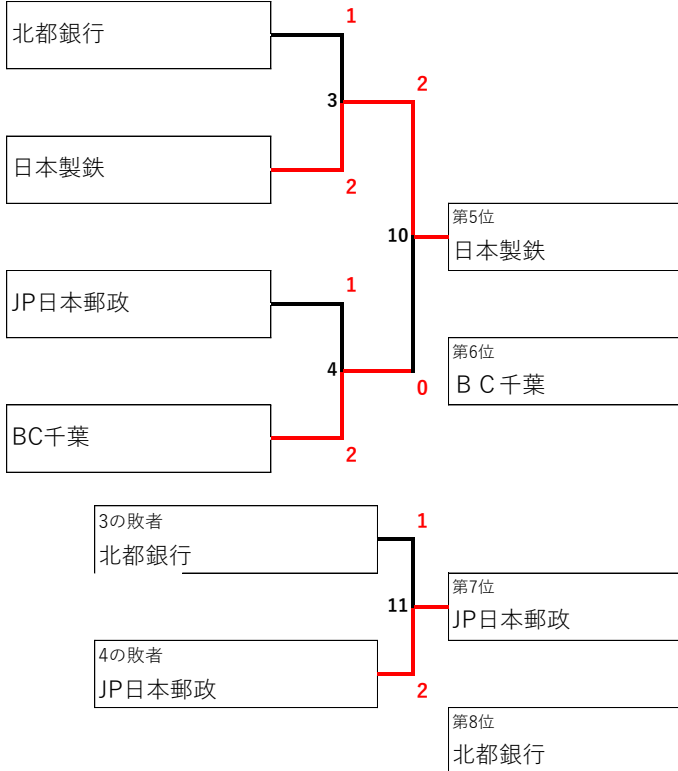 北都銀行
1
3
2
日本製鉄
2
10
第5位
日本製鉄
JP日本郵政
1
4
0
第6位
ＢＣ千葉
BC千葉
2
3の敗者
北都銀行
1
11
第7位
JP日本郵政
4の敗者
JP日本郵政
2
第8位
北都銀行